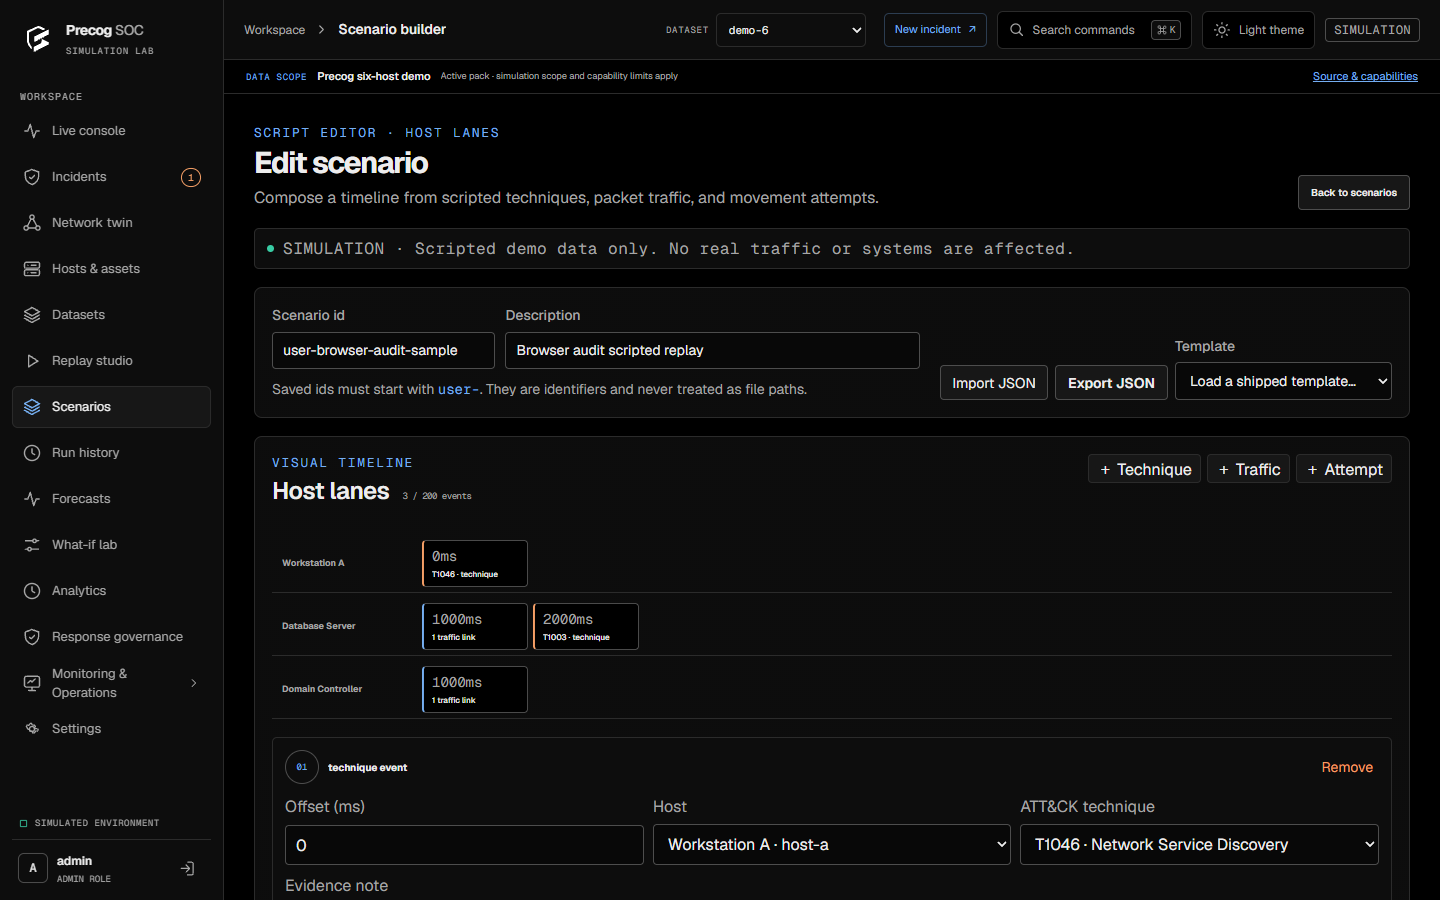 Precog SOC
SIMULATION LAB
WORKSPACE
Live console
Incidents
1
Network twin
Hosts & assets
Datasets
Replay studio
Scenarios
Run history
Forecasts
What-if lab
Analytics
Response governance
Monitoring &
Operations
Settings
SIMULATED ENVIRONMENT
A
admin
ADMIN ROLE
Workspace
Scenario builder
DATASET
demo-6
New incident ↗
Search commands
⌘ K
Light theme
SIMULATION
DATA SCOPE
Precog six-host demo
Active pack · simulation scope and capability limits apply
Source & capabilities
SCRIPT EDITOR · HOST LANES
Edit scenario
Compose a timeline from scripted techniques, packet traffic, and movement attempts.
Back to scenarios
SIMULATION · Scripted demo data only. No real traffic or systems are affected.
Scenario id
Description
user-browser-audit-sample
Browser audit scripted replay
Saved ids must start with user-. They are identifiers and never treated as file paths.
Import JSON
Export JSON
Template
Load a shipped template...
VISUAL TIMELINE
Host lanes
3 / 200 events
+ Technique
+ Traffic
+ Attempt
Workstation A
0ms
T1046 · technique
Database Server
1000ms
1 traffic link
2000ms
T1003 · technique
Domain Controller
1000ms
1 traffic link
01
technique event
Remove
Offset (ms)
Host
ATT&CK technique
0
Workstation A · host-a
T1046 · Network Service Discovery
Evidence note